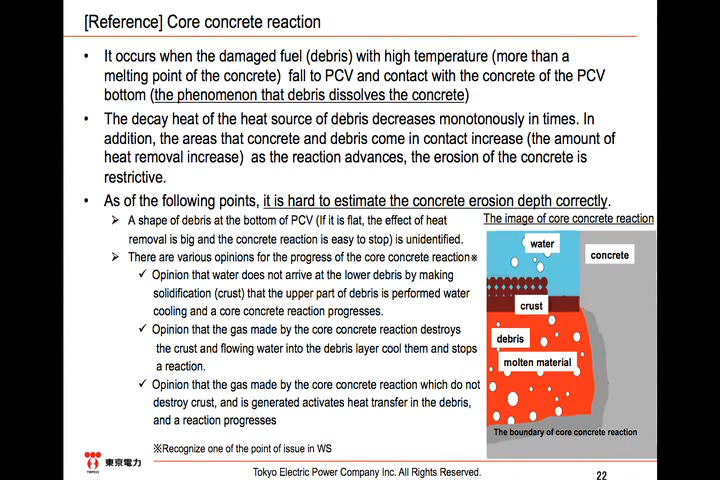 [Reference] Core concrete reaction
• It occurs when the damaged fuel (debris) with high temperature (more than a
melting point of the concrete) fall to PCV and contact with the concrete of the PCV
bottom (the phenomenon that debris dissolves the concrete)
• The decay heat of the heat source of debris decreases monotonously in times. In
addition, the areas that concrete and debris come in contact increase (the amount of
heat removal increase) as the reaction advances, the erosion of the concrete is
restrictive.
• As of the following points, it is hard to estimate the concrete erosion depth correctly.
➢ A shape of debris at the bottom of PCV (If it is flat, the effect of heat
removal is big and the concrete reaction is easy to stop) is unidentified.
➢ There are various opinions for the progress of the core concrete reaction※
✓ Opinion that water does not arrive at the lower debris by making
solidification (crust) that the upper part of debris is performed water
cooling and a core concrete reaction progresses.
✓ Opinion that the gas made by the core concrete reaction destroys
the crust and flowing water into the debris layer cool them and stops
a reaction.
✓ Opinion that the gas made by the core concrete reaction which do not
destroy crust, and is generated activates heat transfer in the debris,
and a reaction progresses
※Recognize one of the point of issue in WS
The image of core concrete reaction
water
concrete
crust
debris
molten material
The boundary of core concrete reaction
TEPCO
東京電力
Tokyo Electric Power Company Inc. All Rights Reserved.
22